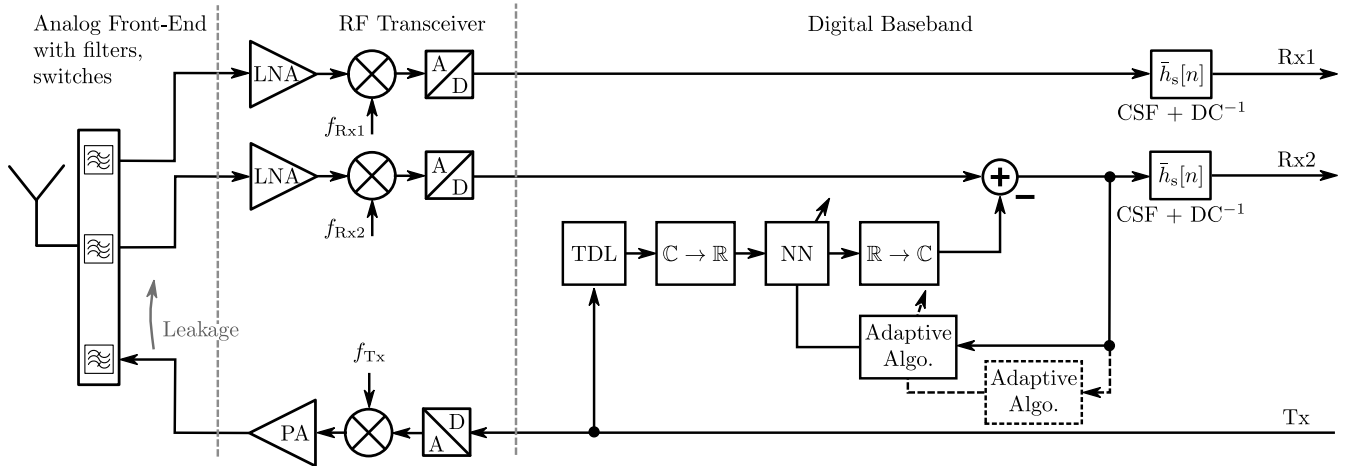 Analog Front-End
with filters,
switches
RF Transceiver
Digital Baseband
LNA
A
D
f_Rx1
h̄_s[n]
Rx1
CSF + DC⁻¹
LNA
A
D
f_Rx2
+
−
h̄_s[n]
Rx2
CSF + DC⁻¹
TDL
ℂ → ℝ
NN
ℝ → ℂ
Leakage
Adaptive
Algo.
Adaptive
Algo.
f_Tx
PA
D
A
Tx